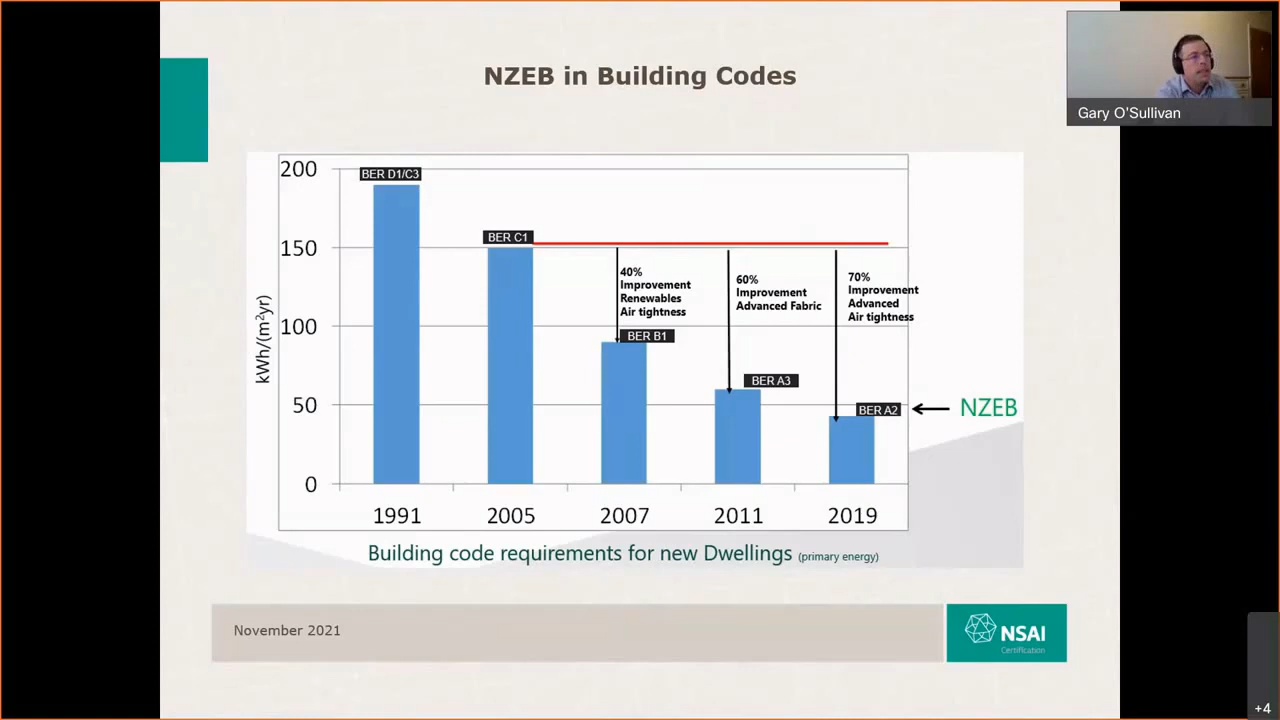 NZEB in Building Codes
Gary O'Sullivan
200
150
100
50
0
kWh/(m²yr)
BER D1/C3
BER C1
40%
Improvement
Renewables
Air tightness
BER B1
60%
Improvement
Advanced Fabric
BER A3
70%
Improvement
Advanced
Air tightness
BER A2
NZEB
1991
2005
2007
2011
2019
Building code requirements for new Dwellings (primary energy)
November 2021
NSAI
Certification
+4